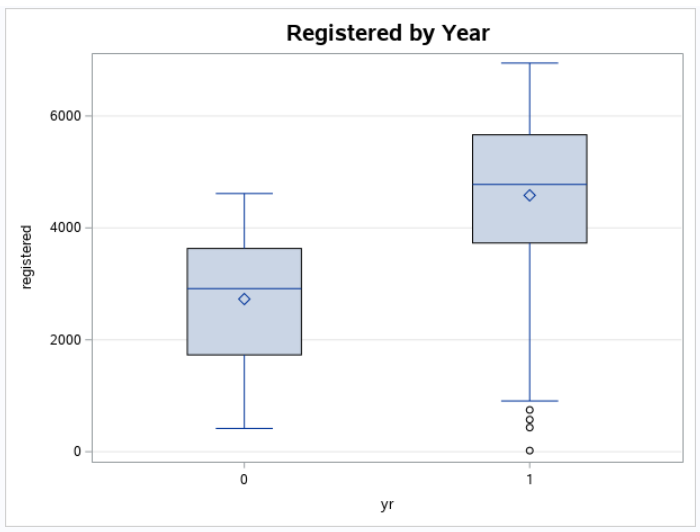 Registered by Year
6000
4000
2000
0
registered
0
1
yr